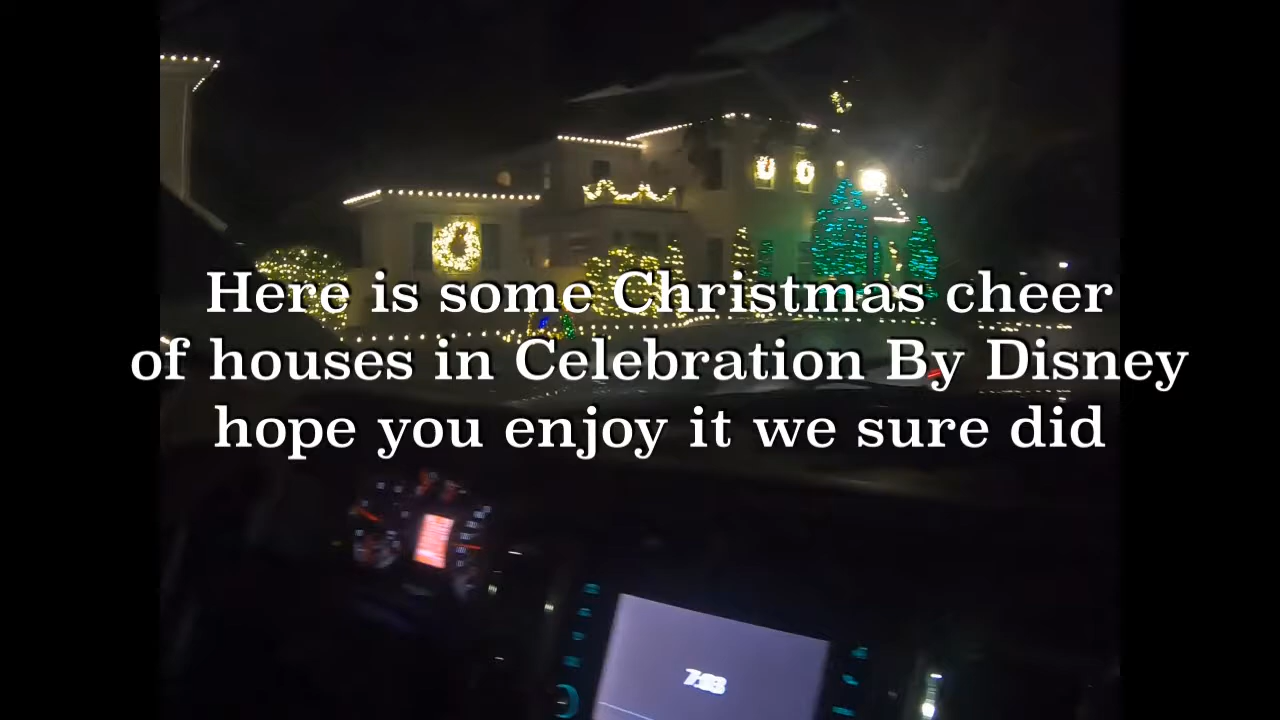 Here is some Christmas cheer
of houses in Celebration By Disney
hope you enjoy it we sure did